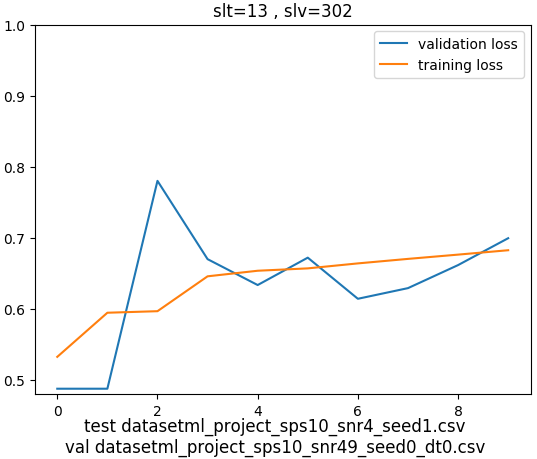 slt=13 , slv=302
1.0
validation loss
training loss
0.9
0.8
0.7
0.6
0.5
0 2 4 6 8
test datasetml_project_sps10_snr4_seed1.csv
val datasetml_project_sps10_snr49_seed0_dt0.csv